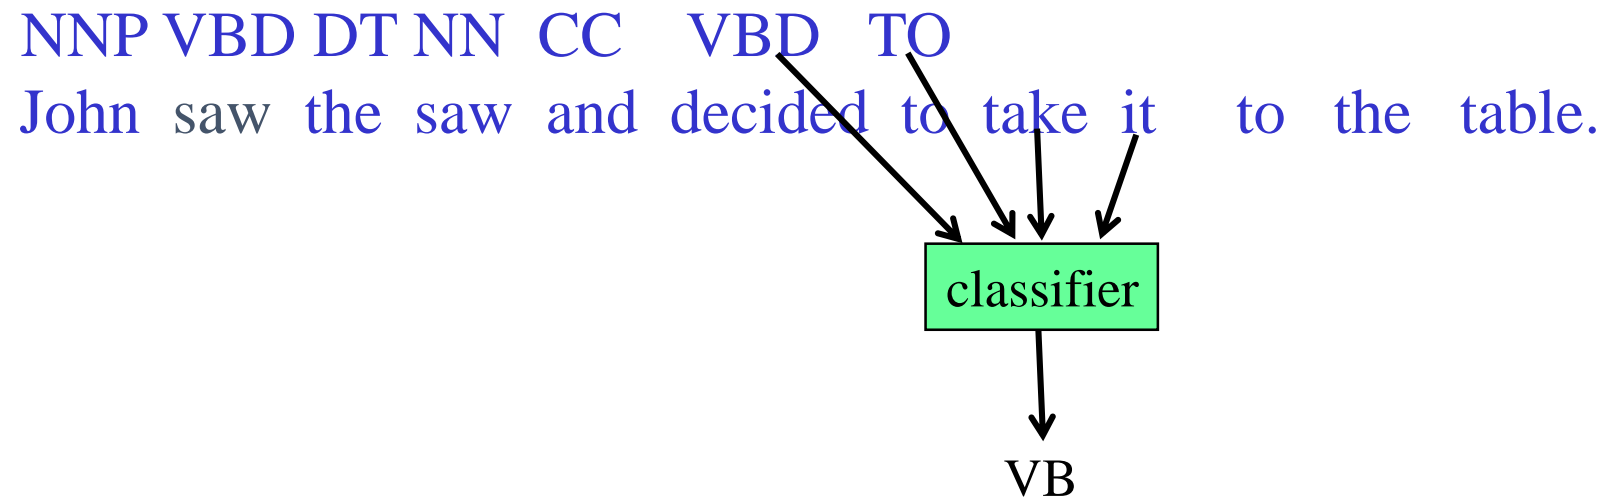 NNP VBD DT NN CC VBD TO
John saw the saw and decided to take it to the table.
classifier
VB